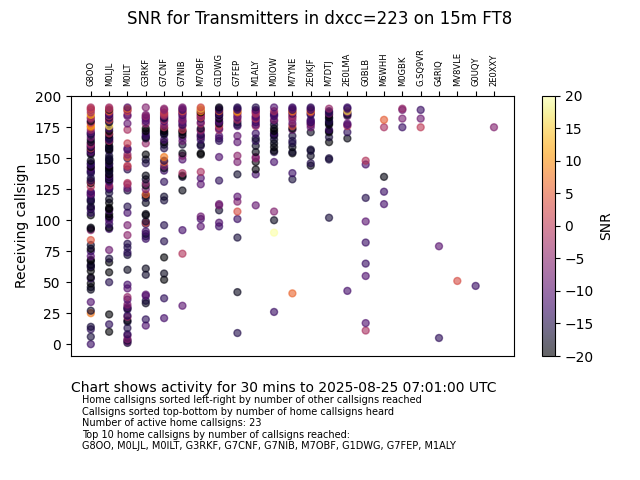 SNR for Transmitters in dxcc=223 on 15m FT8
G8OO M0LJL M0ILT G3RKF G7CNF G7NIB M7OBF G1DWG G7FEP M1ALY M0IOW M7YNE 2E0KJF M7DTJ 2E0LMA G0BLB M6WHH M0GBK G.SQ9VR G4RIQ MV8VLE G0UQY 2E0XXY
200
175
150
125
100
75
50
25
0
Receiving callsign
20
15
10
5
0
−5
−10
−15
−20
SNR
Chart shows activity for 30 mins to 2025-08-25 07:01:00 UTC
Home callsigns sorted left-right by number of other callsigns reached
Callsigns sorted top-bottom by number of home callsigns heard
Number of active home callsigns: 23
Top 10 home callsigns by number of callsigns reached:
G8OO, M0LJL, M0ILT, G3RKF, G7CNF, G7NIB, M7OBF, G1DWG, G7FEP, M1ALY